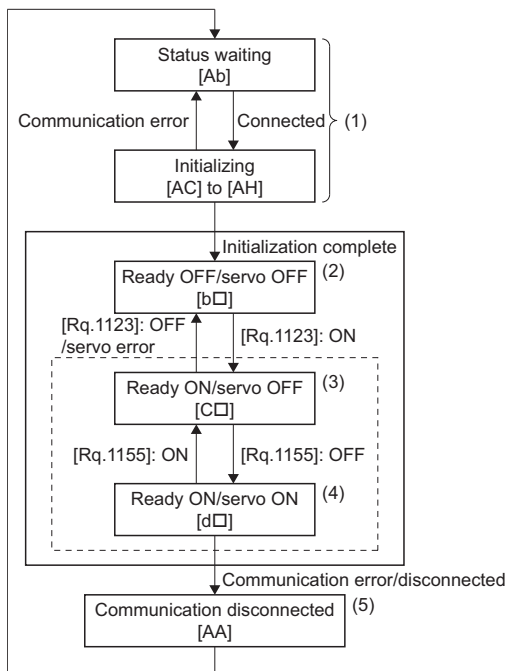 Status waiting
[Ab]
Communication error
Connected
(1)
Initializing
[AC] to [AH]
Initialization complete
Ready OFF/servo OFF
[b□]
(2)
[Rq.1123]: OFF
/servo error
[Rq.1123]: ON
Ready ON/servo OFF
[C□]
(3)
[Rq.1155]: ON
[Rq.1155]: OFF
Ready ON/servo ON
[d□]
(4)
Communication error/disconnected
Communication disconnected
[AA]
(5)